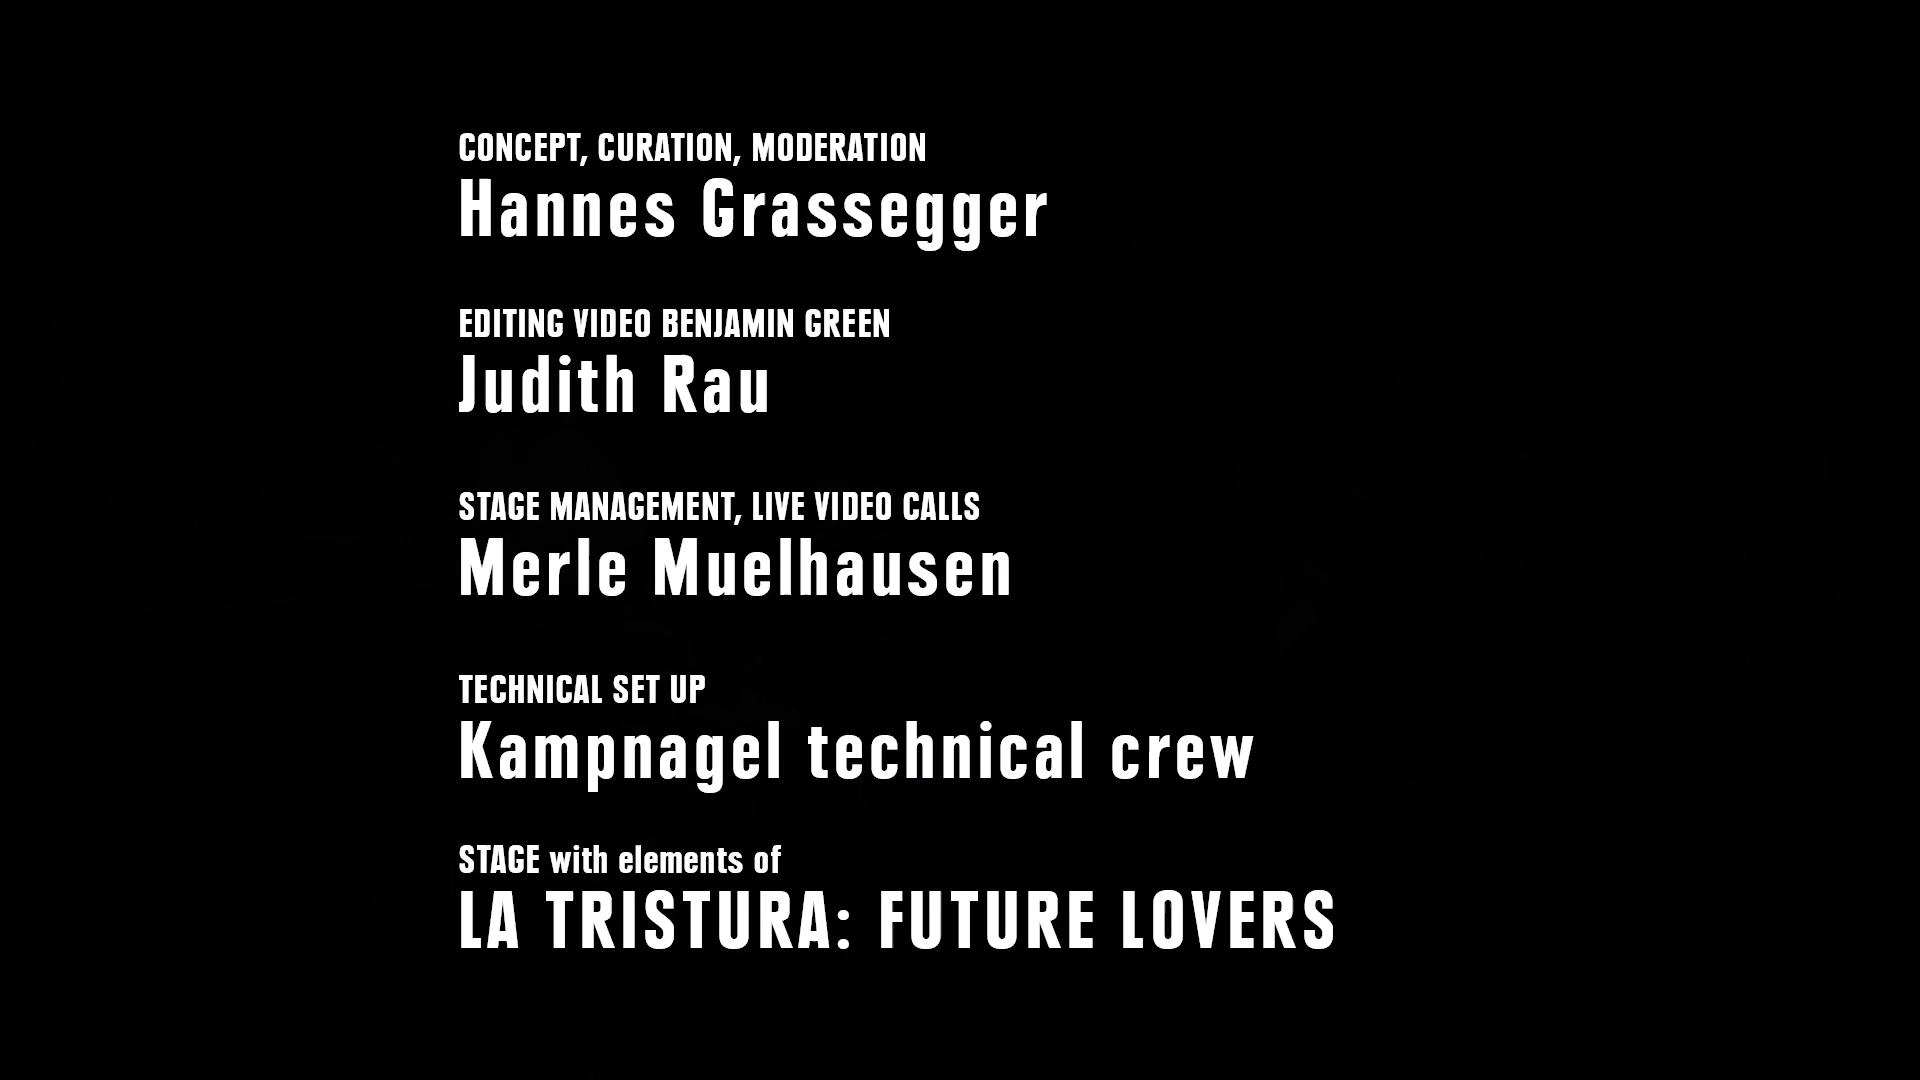 CONCEPT, CURATION, MODERATION
Hannes Grassegger
EDITING VIDEO BENJAMIN GREEN
Judith Rau
STAGE MANAGEMENT, LIVE VIDEO CALLS
Merle Muelhausen
TECHNICAL SET UP
Kampnagel technical crew
STAGE with elements of
LA TRISTURA: FUTURE LOVERS